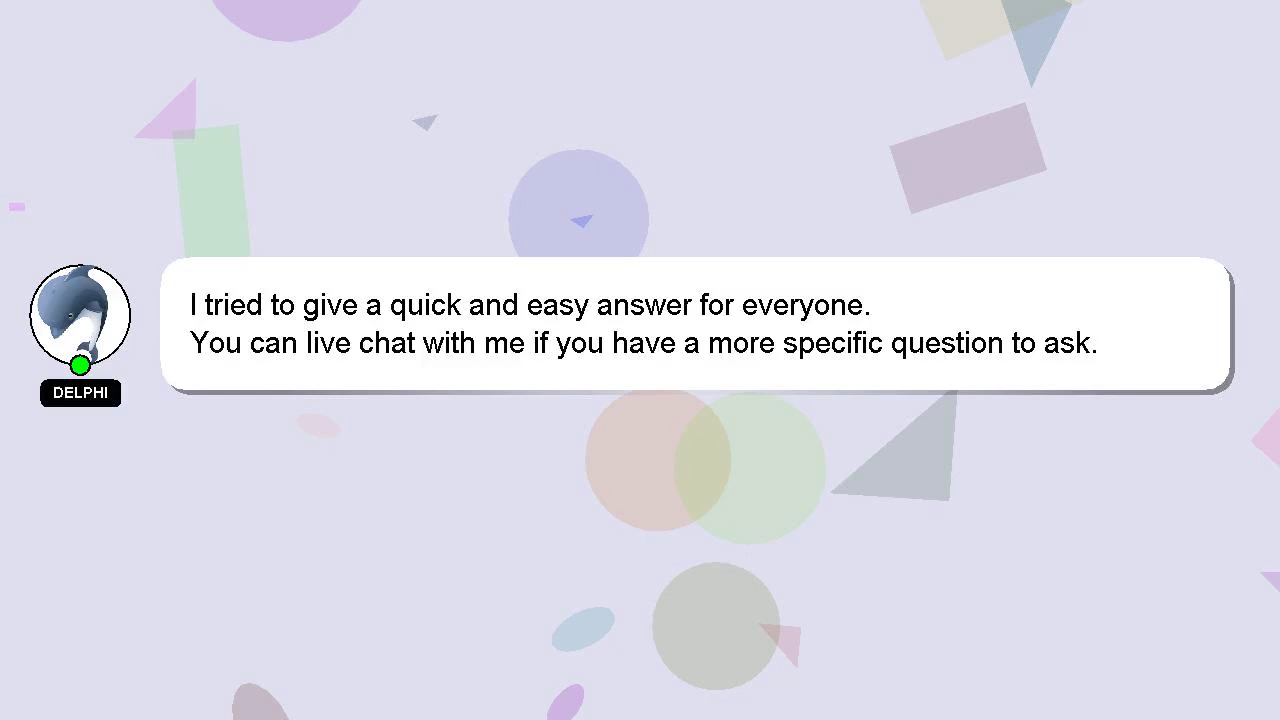 I tried to give a quick and easy answer for everyone.
You can live chat with me if you have a more specific question to ask.
DELPHI